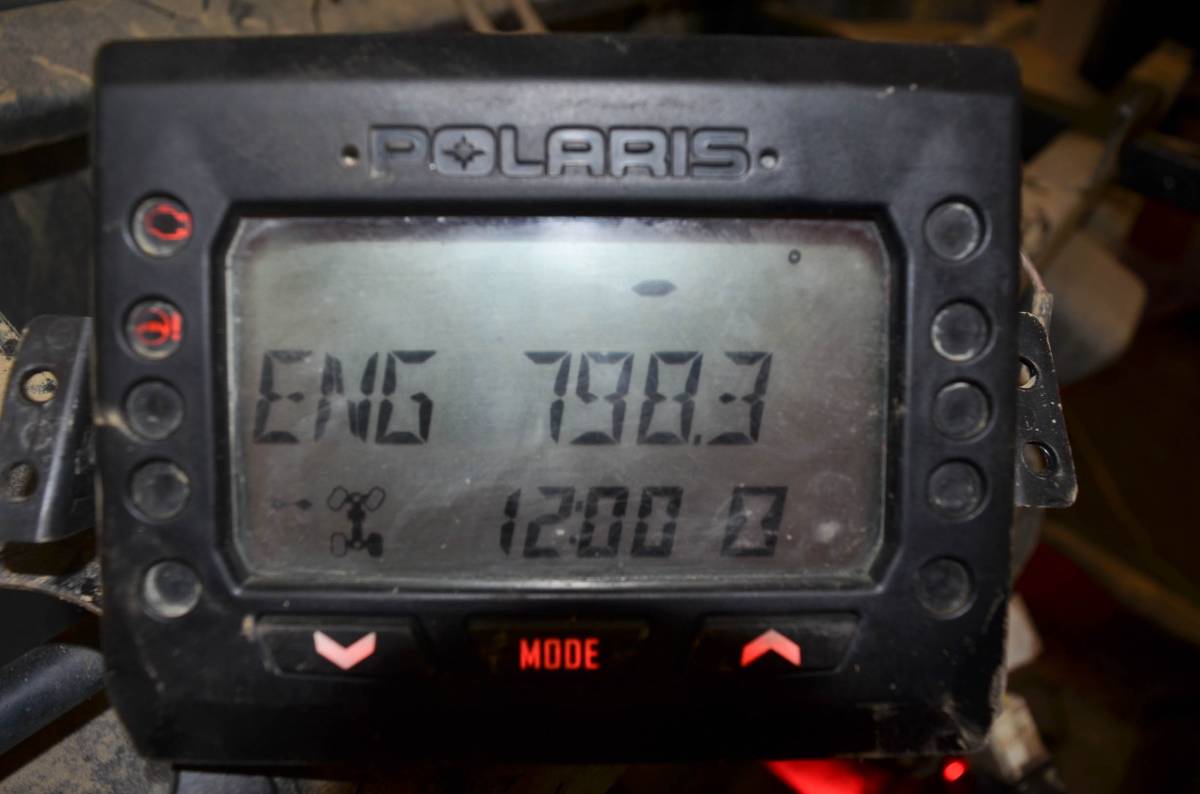 POLARIS
ENG 798.3
12:00
MODE